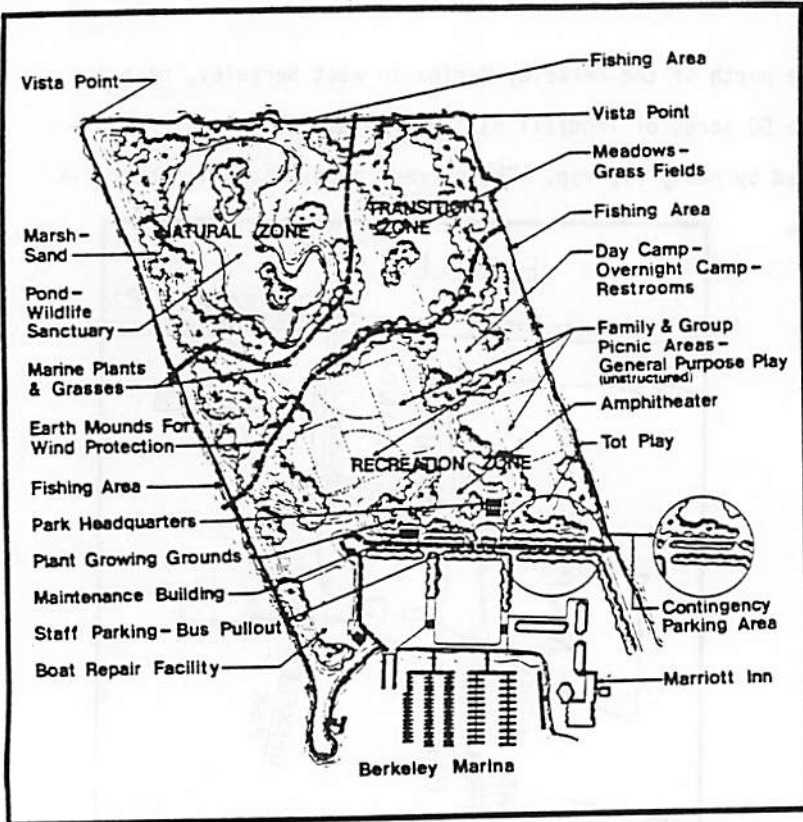 Fishing Area
Vista Point
Vista Point
Meadows-
Grass Fields
TRANSITION
ZONE
NATURAL ZONE
Fishing Area
Marsh-
Sand
Day Camp-
Overnight Camp-
Restrooms
Pond-
Wildlife
Sanctuary
Family & Group
Picnic Areas-
General Purpose Play
(unstructured)
Marine Plants
& Grasses
Amphitheater
Earth Mounds For
Wind Protection
Tot Play
RECREATION ZONE
Fishing Area
Park Headquarters
Plant Growing Grounds
Maintenance Building
Contingency
Parking Area
Staff Parking-Bus Pullout
Boat Repair Facility
Marriott Inn
Berkeley Marina